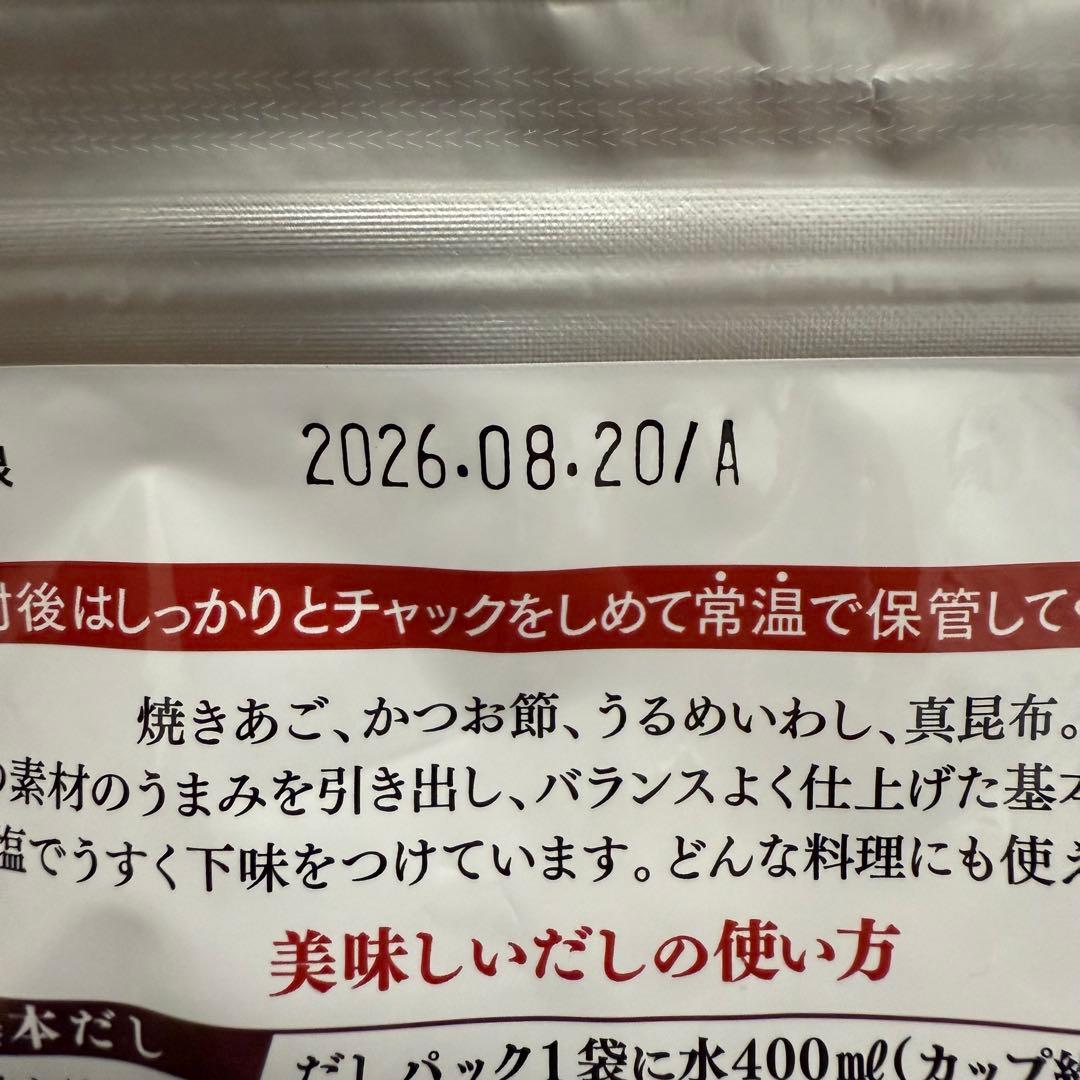 2026.08.20/A
後はしっかりとチャックをしめて常温で保管して
焼きあご、かつお節、うるめいわし、真昆布。
の素材のうまみを引き出し、バランスよく仕上げた基本
塩でうすく下味をつけています。どんな料理にも使え
美味しいだしの使い方
本だし
だしパック1袋に水400mℓ(カップ約